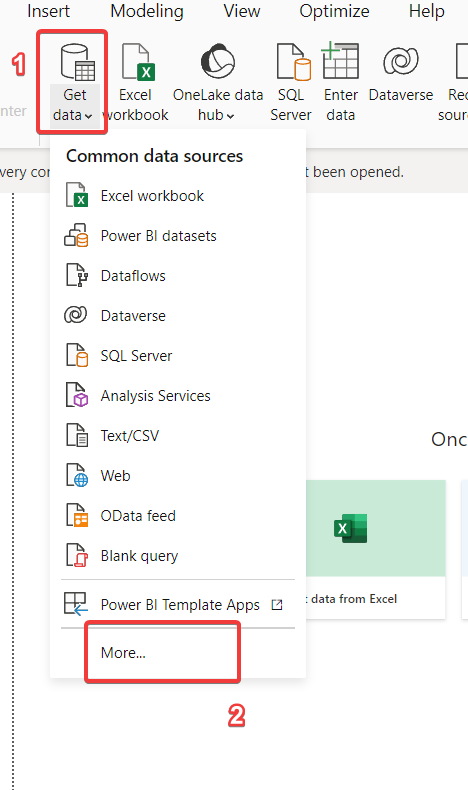 Insert Modeling View Optimize Help
1
Get data
Excel workbook
OneLake data hub
SQL Server
Enter data
Dataverse
Rec
sour
nter
Common data sources
very con
t been opened.
Excel workbook
Power BI datasets
Dataflows
Dataverse
SQL Server
Analysis Services
Text/CSV
Onc
Web
OData feed
Blank query
Power BI Template Apps
t data from Excel
More...
2